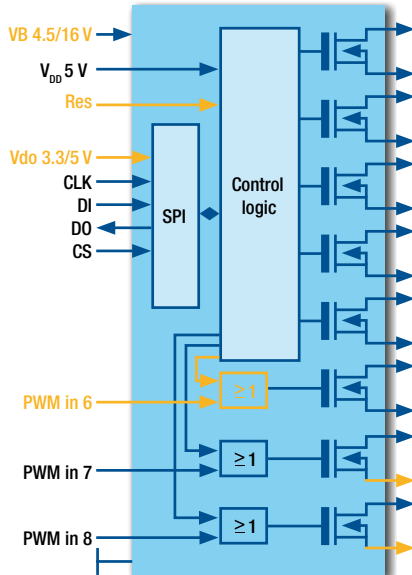 VB 4.5/16 V
VDD 5 V
Res
Vdo 3.3/5 V
CLK
DI
DO
CS
SPI
Control
logic
PWM in 6
≥1
PWM in 7
≥1
PWM in 8
≥1